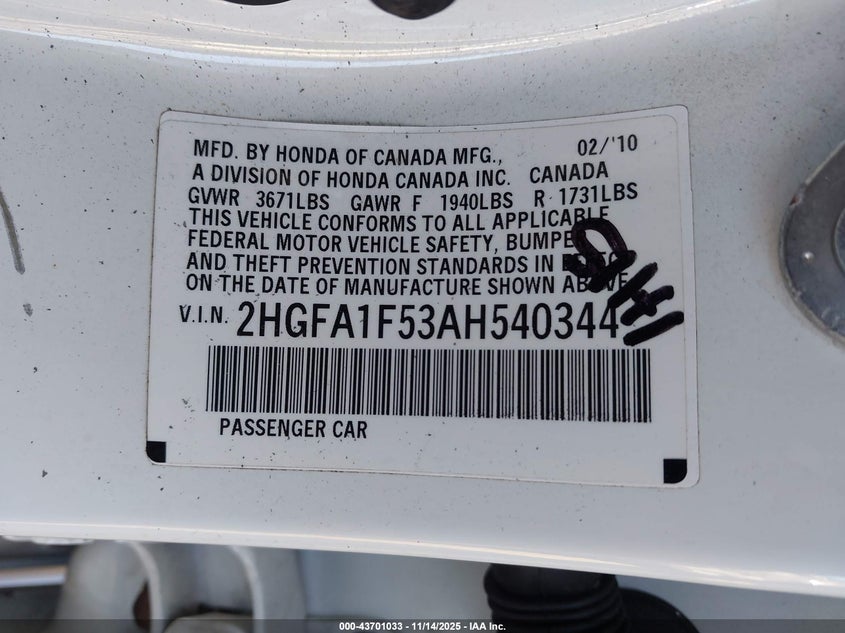 MFD. BY HONDA OF CANADA MFG., 02/'10
A DIVISION OF HONDA CANADA INC. CANADA
GVWR 3671LBS GAWR F 1940LBS R 1731LBS
THIS VEHICLE CONFORMS TO ALL APPLICABLE
FEDERAL MOTOR VEHICLE SAFETY, BUMPER
AND THEFT PREVENTION STANDARDS IN
ON THE DATE OF MANUFACTURE SHOWN ABOVE.
V.I.N. 2HGFA1F53AH540344
PASSENGER CAR
000-43701033 - 11/14/2025 - IAA Inc.